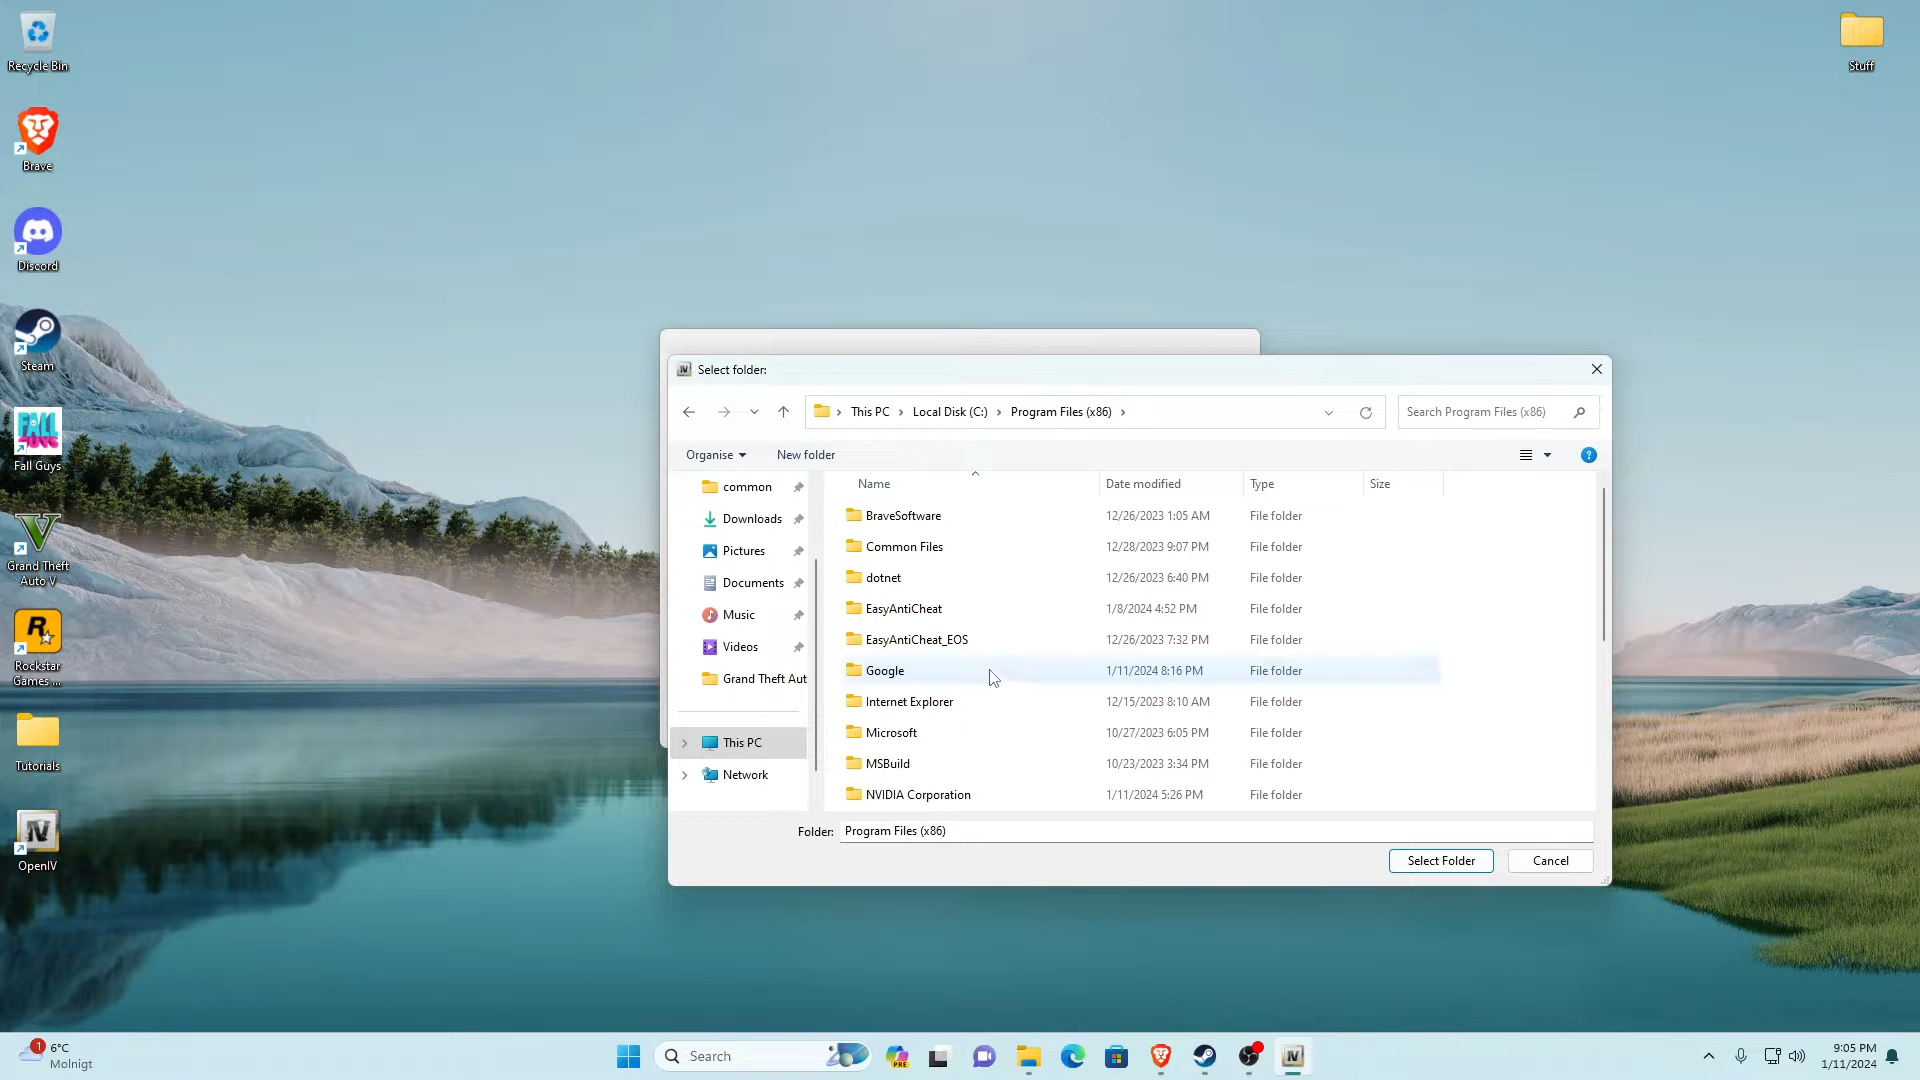 Recycle Bin
Stuff
Brave
Discord
Steam
FALL GUYS
Fall Guys
Grand Theft
Auto V
Rockstar
Games ...
Tutorials
IV
OpenIV
Select folder:
This PC > Local Disk (C:) > Program Files (x86) >
Search Program Files (x86)
Organise
New folder
?
common
Downloads
Pictures
Documents
Music
Videos
Grand Theft Aut
This PC
Network
Name Date modified Type Size
BraveSoftware 12/26/2023 1:05 AM File folder
Common Files 12/28/2023 9:07 PM File folder
dotnet 12/26/2023 6:40 PM File folder
EasyAntiCheat 1/8/2024 4:52 PM File folder
EasyAntiCheat_EOS 12/26/2023 7:32 PM File folder
Google 1/11/2024 8:16 PM File folder
Internet Explorer 12/15/2023 8:10 AM File folder
Microsoft 10/27/2023 6:05 PM File folder
MSBuild 10/23/2023 3:34 PM File folder
NVIDIA Corporation 1/11/2024 5:26 PM File folder
Folder: Program Files (x86)
Select Folder
Cancel
1
6°C
Molnigt
Search
PRE
IV
9:05 PM
1/11/2024